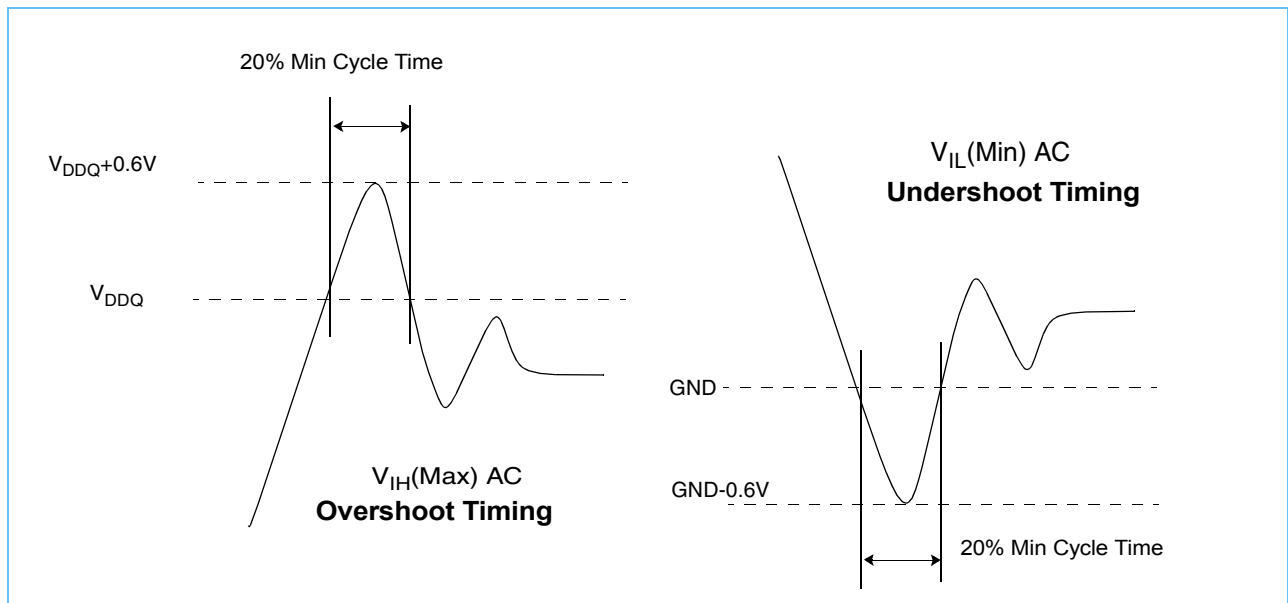 20% Min Cycle Time
VDDQ+0.6V
VDDQ
VIH(Max) AC
Overshoot Timing
VIL(Min) AC
Undershoot Timing
GND
GND-0.6V
20% Min Cycle Time